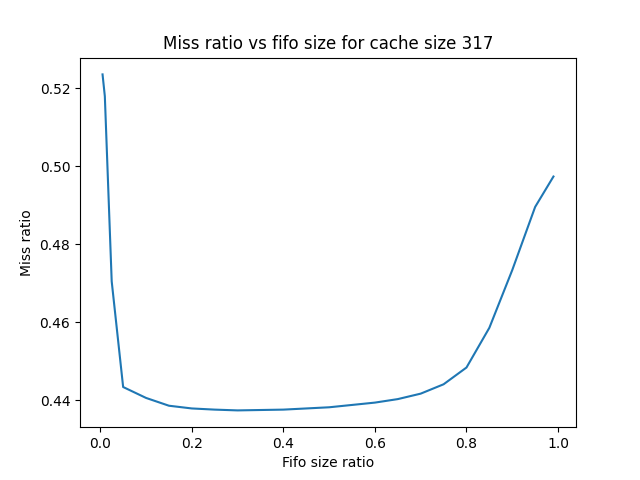 Miss ratio vs fifo size for cache size 317
0.52
0.50
0.48
0.46
0.44
Miss ratio
0.0 0.2 0.4 0.6 0.8 1.0
Fifo size ratio